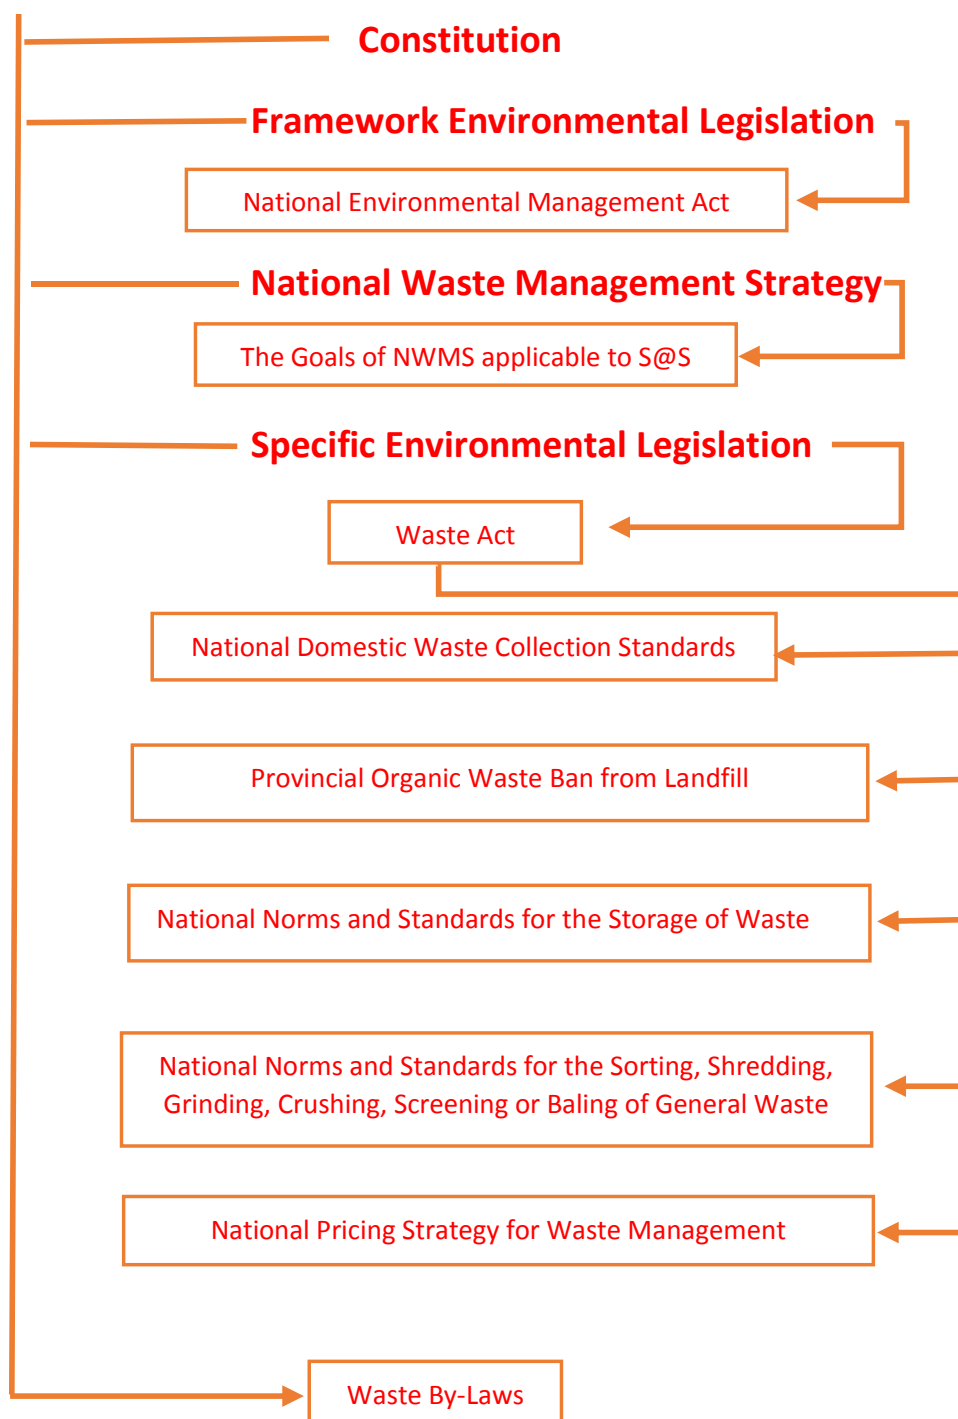 Constitution
Framework Environmental Legislation
National Environmental Management Act
National Waste Management Strategy
The Goals of NWMS applicable to S@S
Specific Environmental Legislation
Waste Act
National Domestic Waste Collection Standards
Provincial Organic Waste Ban from Landfill
National Norms and Standards for the Storage of Waste
National Norms and Standards for the Sorting, Shredding,
Grinding, Crushing, Screening or Baling of General Waste
National Pricing Strategy for Waste Management
Waste By-Laws